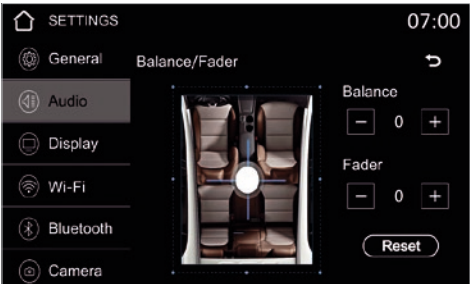 SETTINGS
07:00
General
Audio
Display
Wi-Fi
Bluetooth
Camera
Balance/Fader
Balance
− 0 +
Fader
− 0 +
Reset